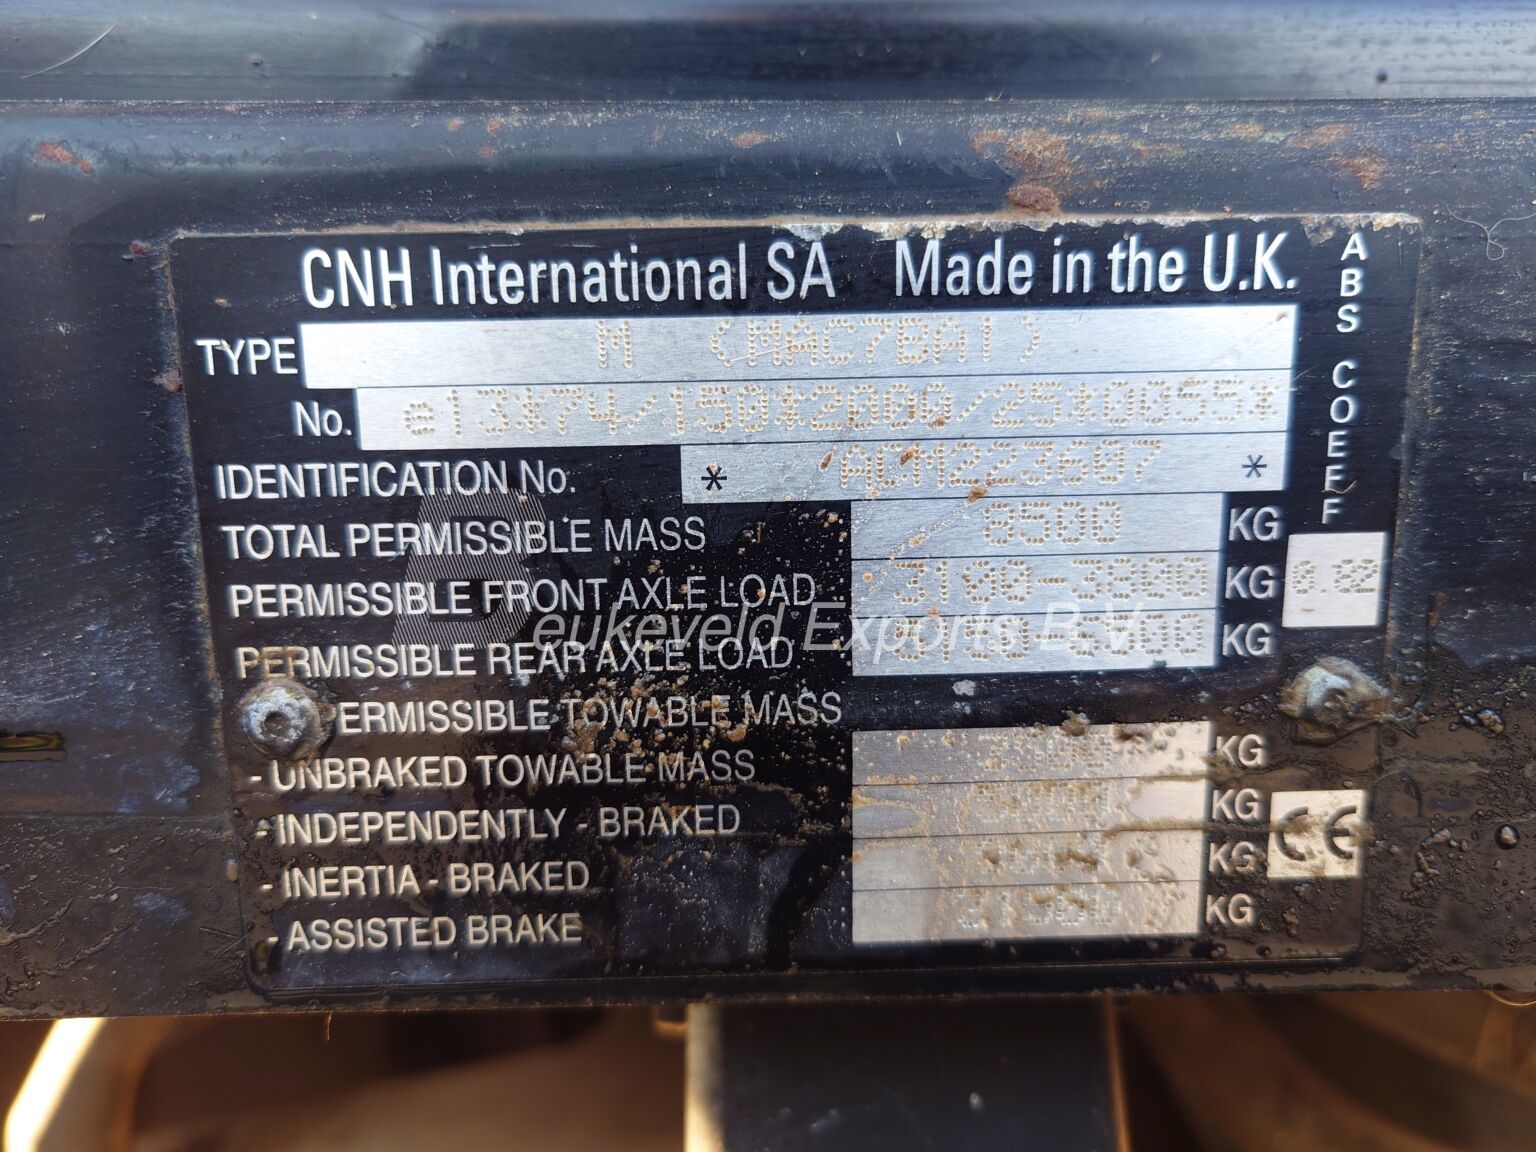 CNH International SA Made in the U.K.
TYPE M (MAC7BA1)
No. e13*74/150*2000/25*0055*
IDENTIFICATION No. * ACM223607 *
TOTAL PERMISSIBLE MASS 8500 KG
PERMISSIBLE FRONT AXLE LOAD 3100-3800 KG
PERMISSIBLE REAR AXLE LOAD KG
ERMISSIBLE TOWABLE MASS
- UNBRAKED TOWABLE MASS KG
- INDEPENDENTLY - BRAKED KG
- INERTIA - BRAKED KG
- ASSISTED BRAKE KG
ABS COEFF
CE
Beukeveld Exports B.V.